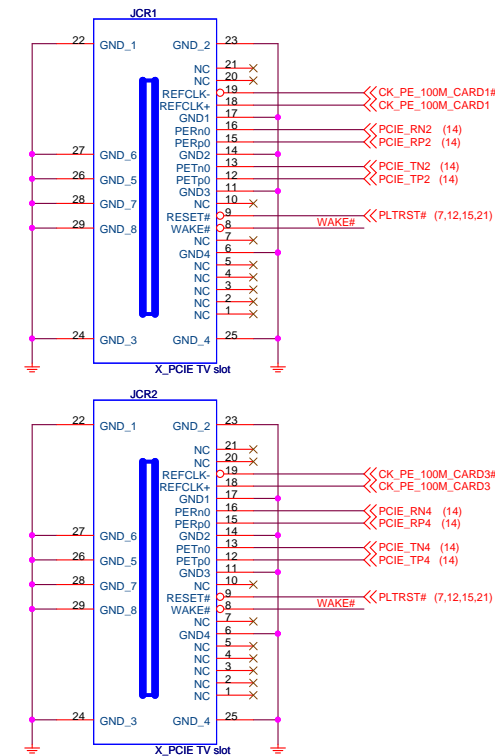 JCR1
22 GND_1 GND_2 23
NC 21
NC 20
REFCLK- 19 CK_PE_100M_CARD1#
REFCLK+ 18 CK_PE_100M_CARD1
GND1 17
PERn0 16 PCIE_RN2 (14)
PERp0 15 PCIE_RP2 (14)
27 GND_6 GND2 14
PETn0 13 PCIE_TN2 (14)
26 GND_5 PETp0 12 PCIE_TP2 (14)
GND3 11
28 GND_7 NC 10
RESET# 9 PLTRST# (7,12,15,21)
29 GND_8 WAKE# 8 WAKE#
NC 7
GND4 6
NC 5
NC 4
NC 3
NC 2
NC 1
24 GND_3 GND_4 25
X_PCIE TV slot
JCR2
22 GND_1 GND_2 23
NC 21
NC 20
REFCLK- 19 CK_PE_100M_CARD3#
REFCLK+ 18 CK_PE_100M_CARD3
GND1 17
PERn0 16 PCIE_RN4 (14)
PERp0 15 PCIE_RP4 (14)
27 GND_6 GND2 14
PETn0 13 PCIE_TN4 (14)
26 GND_5 PETp0 12 PCIE_TP4 (14)
GND3 11
28 GND_7 NC 10
RESET# 9 PLTRST# (7,12,15,21)
29 GND_8 WAKE# 8 WAKE#
NC 7
GND4 6
NC 5
NC 4
NC 3
NC 2
NC 1
24 GND_3 GND_4 25
X_PCIE TV slot